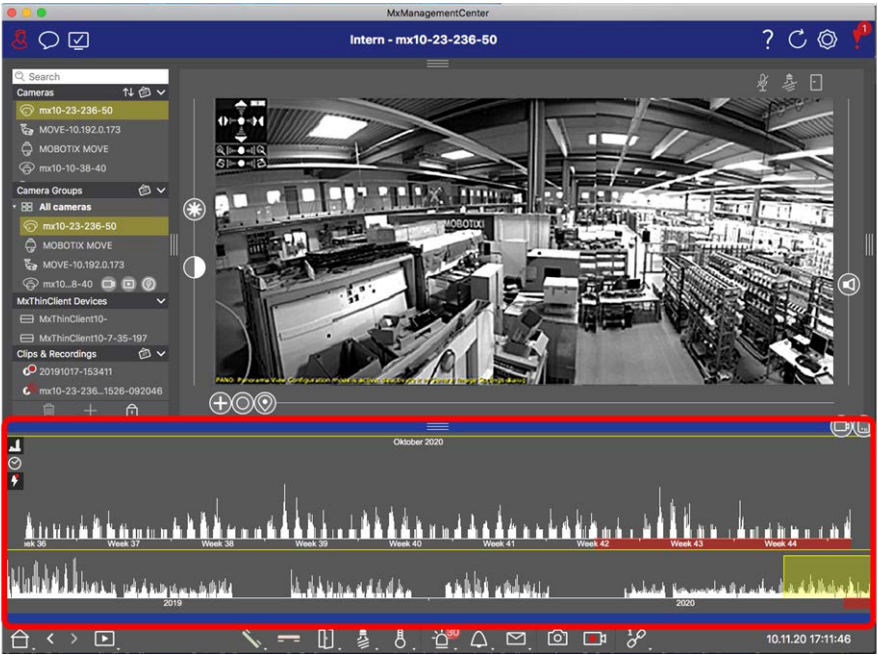 MxManagementCenter
Intern - mx10-23-236-50
?
1
Search
Cameras
mx10-23-236-50
MOVE-10.192.0.173
MOBOTIX MOVE
mx10-10-38-40
Camera Groups
All cameras
mx10-23-236-50
MOBOTIX MOVE
MOVE-10.192.0.173
mx10...8-40
MxThinClient Devices
MxThinClient10-
MxThinClient10-7-35-197
Clips & Recordings
20191017-153411
mx10-23-236...1526-092046
MOBOTIX
Oktober 2020
Week 37 Week 38 Week 39 Week 40 Week 41 Week 42 Week 43 Week 44
2019 2020
30
10.11.20 17:11:46